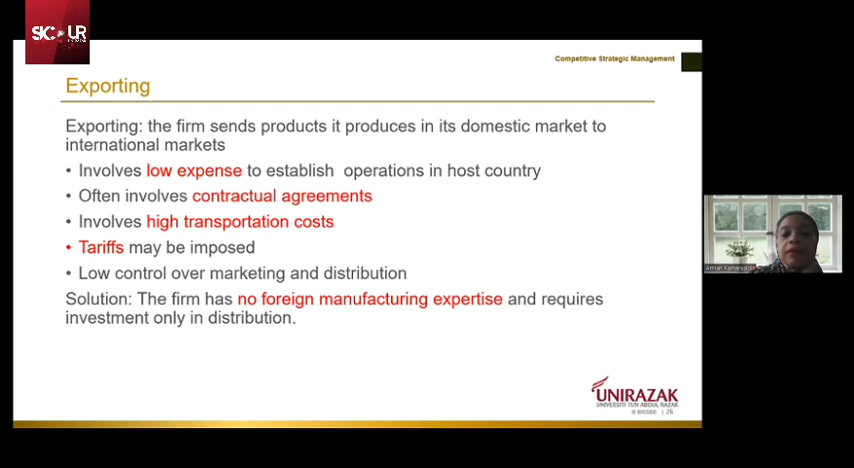 Competitive Strategic Management
Exporting
Exporting: the firm sends products it produces in its domestic market to
international markets
• Involves low expense to establish operations in host country
• Often involves contractual agreements
• Involves high transportation costs
• Tariffs may be imposed
• Low control over marketing and distribution
Solution: The firm has no foreign manufacturing expertise and requires
investment only in distribution.
UNIRAZAK
UNIVERSITI TUN ABDUL RAZAK
| 26